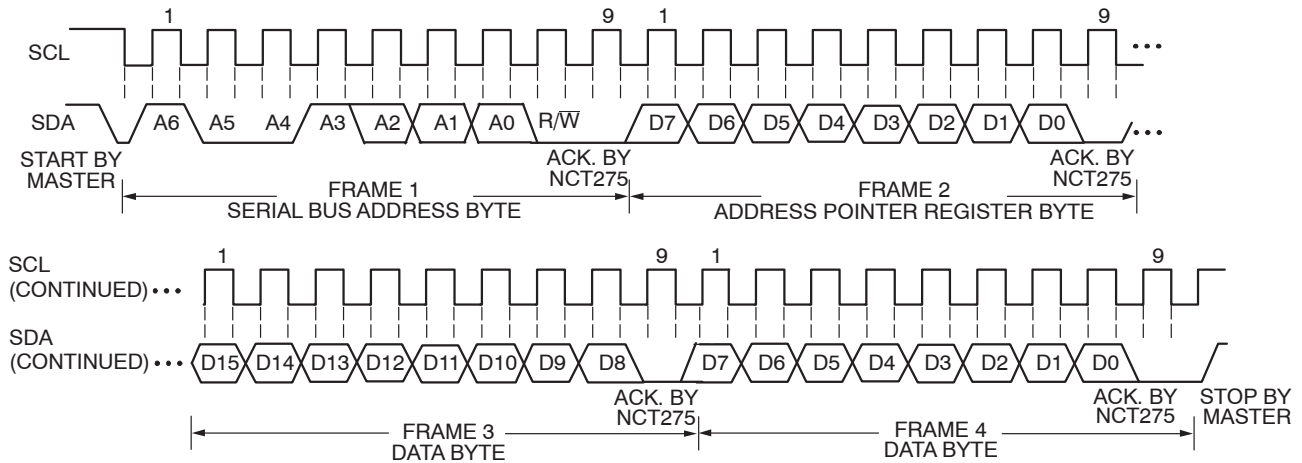 1 9 1 9
SCL
SDA A6 A5 A4 A3 A2 A1 A0 R/W̅ D7 D6 D5 D4 D3 D2 D1 D0
START BY MASTER
ACK. BY NCT275
ACK. BY NCT275
FRAME 1
SERIAL BUS ADDRESS BYTE
FRAME 2
ADDRESS POINTER REGISTER BYTE
1 9 1 9
SCL
(CONTINUED)
SDA
(CONTINUED) D15 D14 D13 D12 D11 D10 D9 D8 D7 D6 D5 D4 D3 D2 D1 D0
ACK. BY NCT275
ACK. BY NCT275
STOP BY MASTER
FRAME 3
DATA BYTE
FRAME 4
DATA BYTE